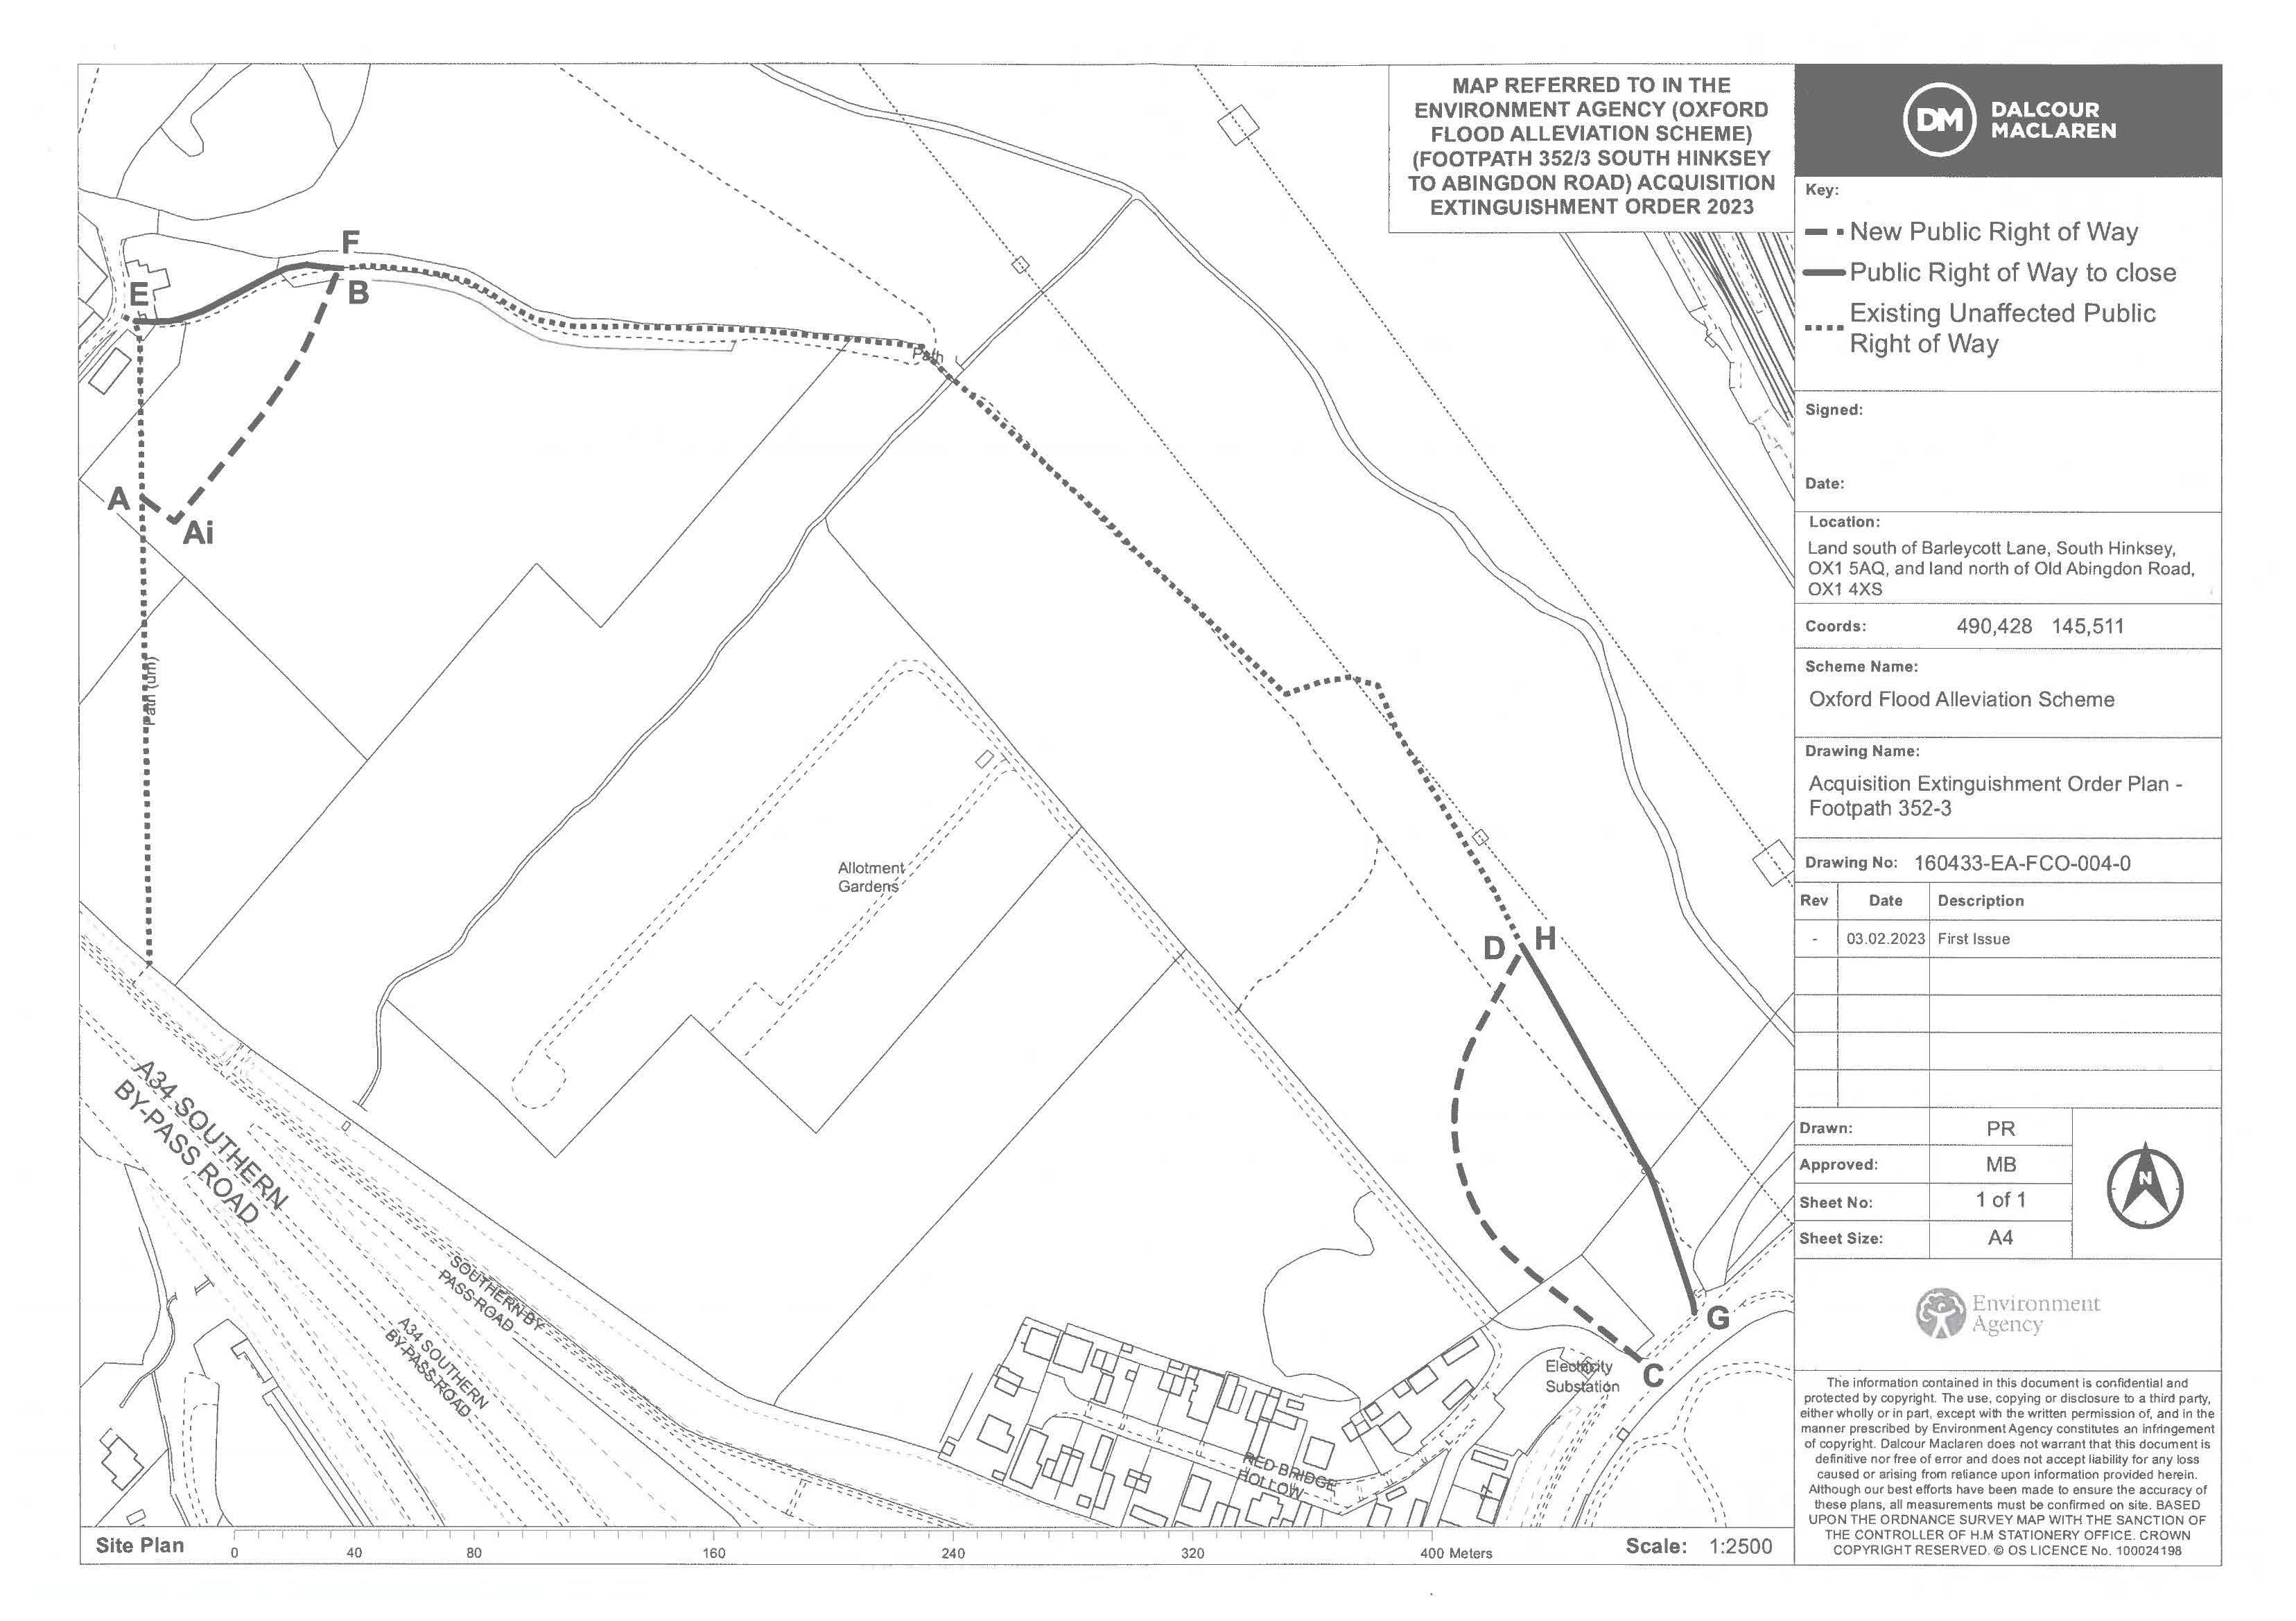 MAP REFERRED TO IN THE
ENVIRONMENT AGENCY (OXFORD
FLOOD ALLEVIATION SCHEME)
(FOOTPATH 352/3 SOUTH HINKSEY
TO ABINGDON ROAD) ACQUISITION
EXTINGUISHMENT ORDER 2023
F
B
E
A
Ai
Path
Path (um)
Allotment
Gardens
D
H
G
C
A34 SOUTHERN
BY-PASS ROAD
SOUTHERN BY
PASS ROAD
A34 SOUTHERN
BY-PASS ROAD
Electricity
Substation
RED BRIDGE
HOLLOW
Site Plan
0 40 80 160 240 320 400 Meters
Scale: 1:2500
DM
DALCOUR
MACLAREN
Key:
New Public Right of Way
Public Right of Way to close
Existing Unaffected Public
Right of Way
Signed:
Date:
Location:
Land south of Barleycott Lane, South Hinksey,
OX1 5AQ, and land north of Old Abingdon Road,
OX1 4XS
Coords: 490,428 145,511
Scheme Name:
Oxford Flood Alleviation Scheme
Drawing Name:
Acquisition Extinguishment Order Plan -
Footpath 352-3
Drawing No: 160433-EA-FCO-004-0
Rev Date Description
- 03.02.2023 First Issue
Drawn: PR
Approved: MB
Sheet No: 1 of 1
Sheet Size: A4
N
Environment
Agency
The information contained in this document is confidential and
protected by copyright. The use, copying or disclosure to a third party,
either wholly or in part, except with the written permission of, and in the
manner prescribed by Environment Agency constitutes an infringement
of copyright. Dalcour Maclaren does not warrant that this document is
definitive nor free of error and does not accept liability for any loss
caused or arising from reliance upon information provided herein.
Although our best efforts have been made to ensure the accuracy of
these plans, all measurements must be confirmed on site. BASED
UPON THE ORDNANCE SURVEY MAP WITH THE SANCTION OF
THE CONTROLLER OF H.M STATIONERY OFFICE. CROWN
COPYRIGHT RESERVED. © OS LICENCE No. 100024198